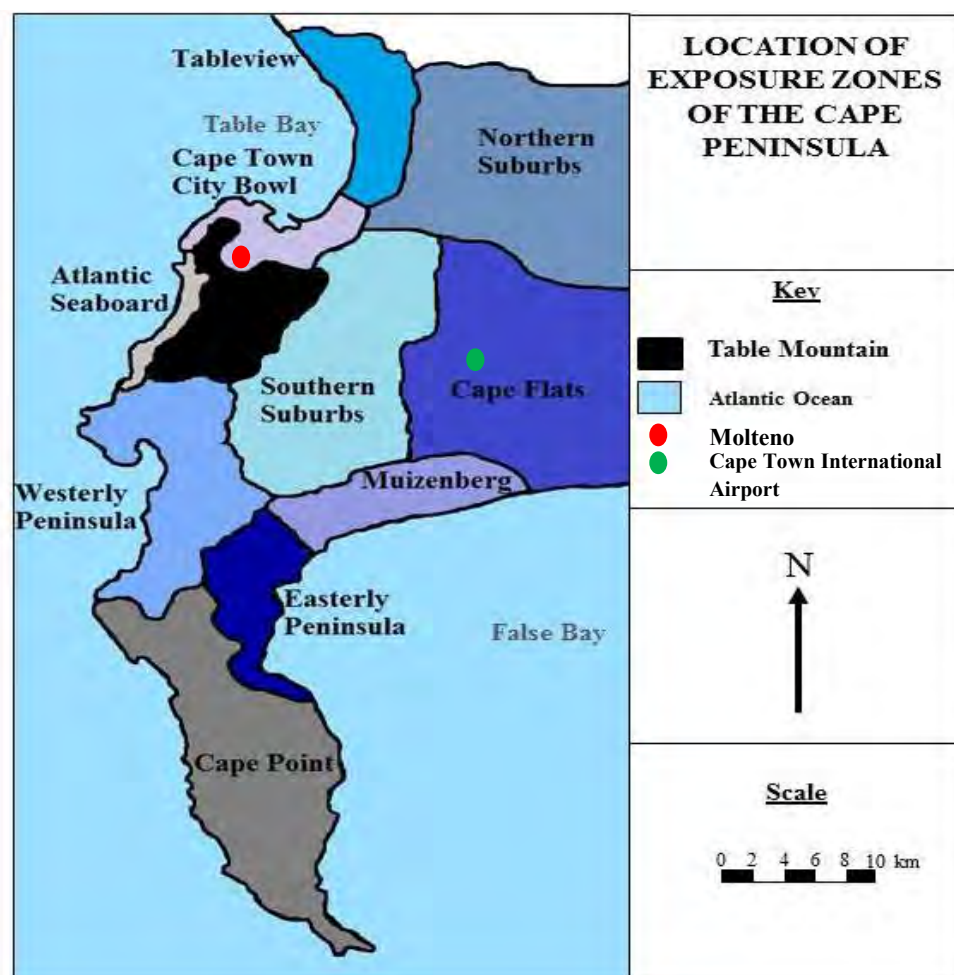 Tableview
Table Bay
Cape Town
City Bowl
Northern
Suburbs
Atlantic
Seaboard
Southern
Suburbs
Cape Flats
Muizenberg
Westerly
Peninsula
Easterly
Peninsula
False Bay
Cape Point
LOCATION OF
EXPOSURE ZONES
OF THE CAPE
PENINSULA
Key
Table Mountain
Atlantic Ocean
Molteno
Cape Town International
Airport
N
Scale
0 2 4 6 8 10 km